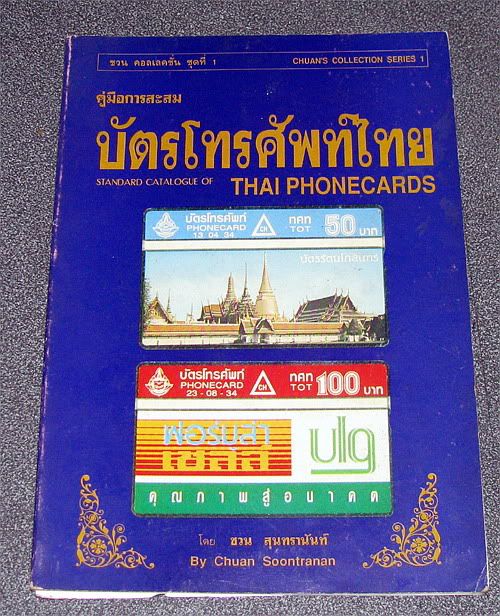 ชวน คอลเลคชั่น ชุดที่ 1
CHUAN'S COLLECTION SERIES 1
คู่มือการสะสม
บัตรโทรศัพท์ไทย
STANDARD CATALOGUE OF THAI PHONECARDS
บัตรโทรศัพท์ ทศท 50 บาท
PHONECARD CH TOT
13 04 34
บัตรรัตนโกสินทร์
บัตรโทรศัพท์ ทศท 100 บาท
PHONECARD CH TOT
23-08-34
ฟอร์มูล่า ulg
เซลส์
คุณภาพสู่อนาคต
โดย ชวน สุนทรานันท์
By Chuan Soontranan